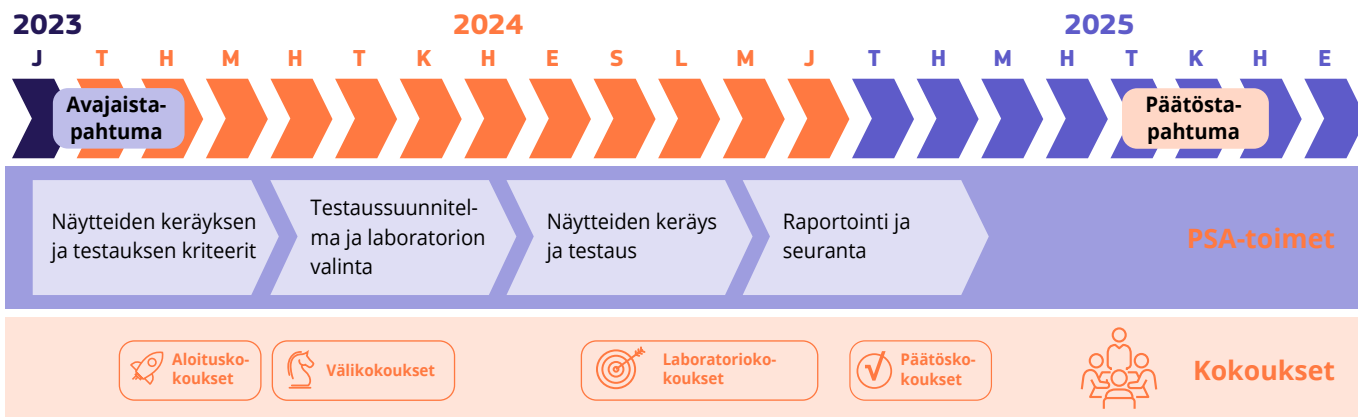 2023 2024 2025
J T H M H T K H E S L M J T H M H T K H E
Avajaista-
pahtuma
Päätösta-
pahtuma
Näytteiden keräyksen
ja testauksen kriteerit
Testaussuunnitel-
ma ja laboratorion
valinta
Näytteiden keräys
ja testaus
Raportointi ja
seuranta
PSA-toimet
Aloitusko-
koukset
Välikokoukset
Laboratorioko-
koukset
Päätösko-
koukset
Kokoukset